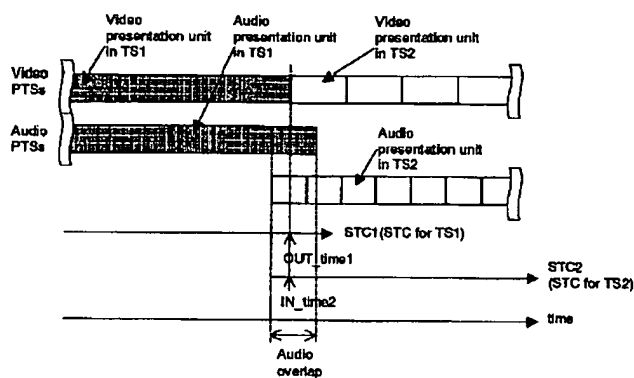 Video
presentation unit
in TS1
Audio
presentation unit
in TS1
Video
presentation unit
in TS2
Video
PTSs
Audio
PTSs
Audio
presentation unit
in TS2
STC1(STC for TS1)
OUT_time1
STC2
(STC for TS2)
IN_time2
time
Audio
overlap